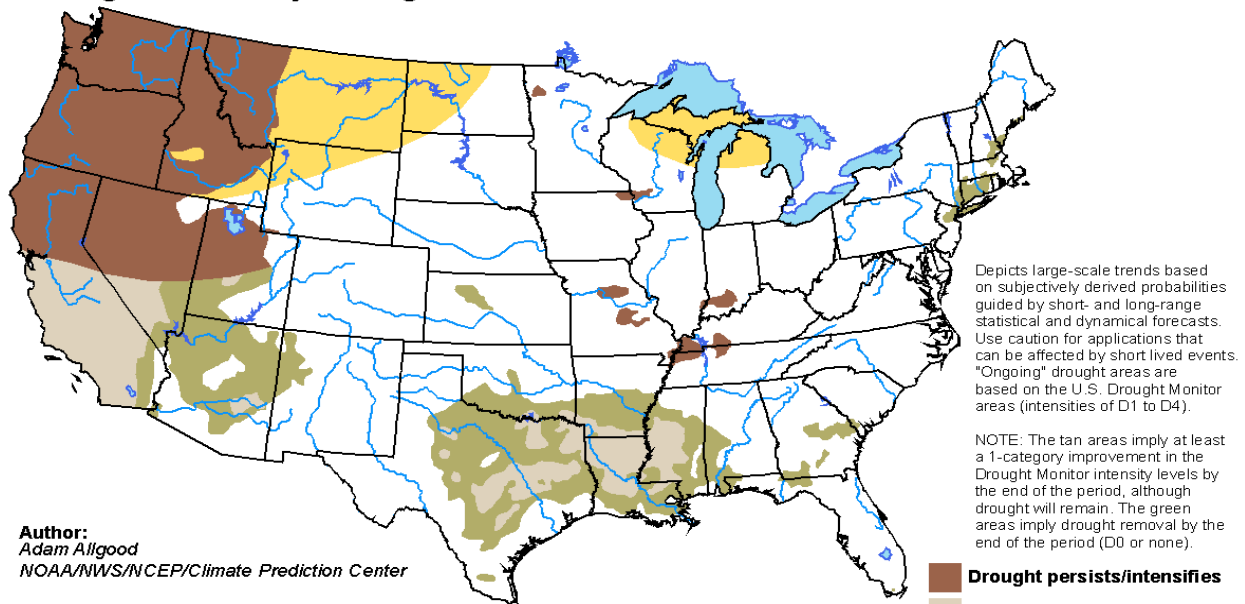 Depicts large-scale trends based
on subjectively derived probabilities
guided by short- and long-range
statistical and dynamical forecasts.
Use caution for applications that
can be affected by short lived events.
"Ongoing" drought areas are
based on the U.S. Drought Monitor
areas (intensities of D1 to D4).
NOTE: The tan areas imply at least
a 1-category improvement in the
Drought Monitor intensity levels by
the end of the period, although
drought will remain. The green
areas imply drought removal by the
end of the period (D0 or none).
Author:
Adam Allgood
NOAA/NWS/NCEP/Climate Prediction Center
Drought persists/intensifies